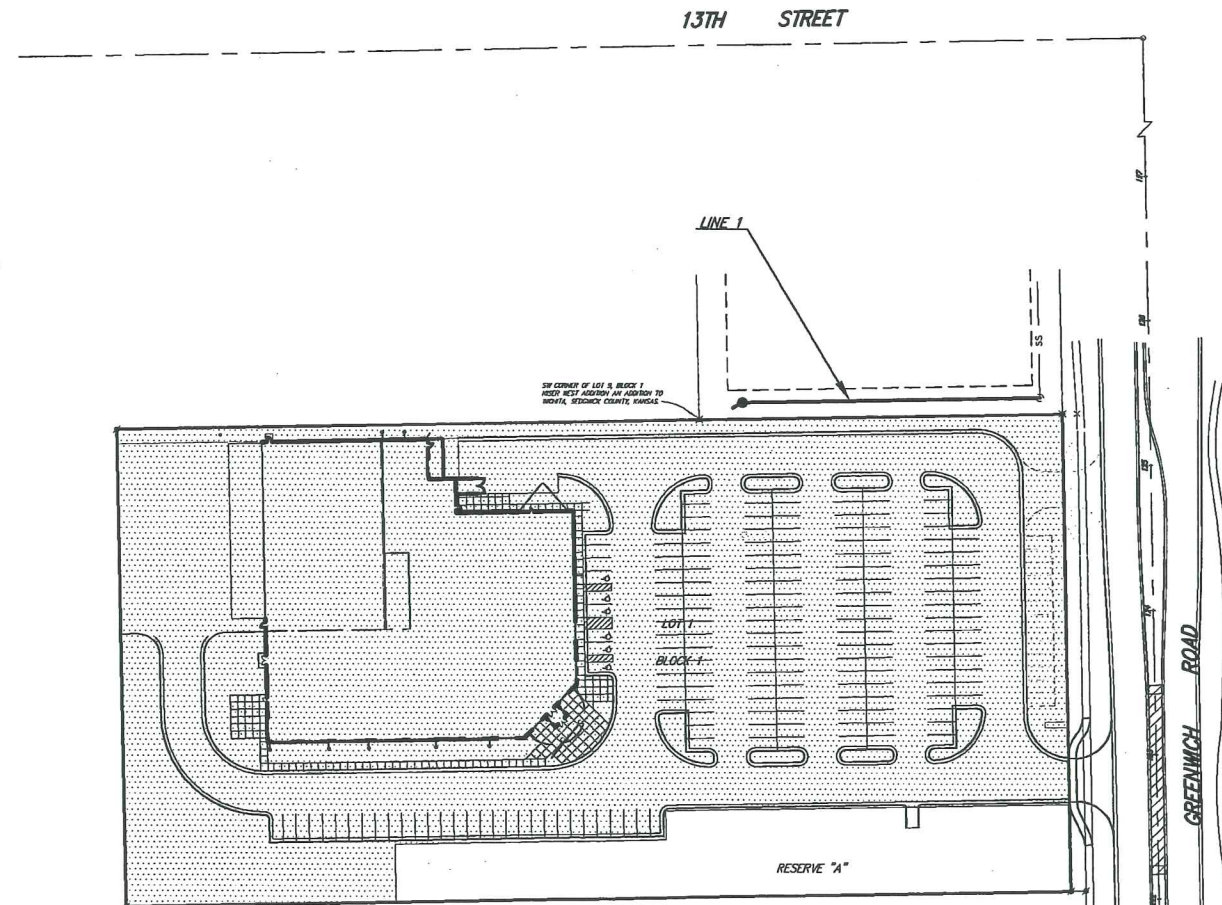 13TH STREET
LINE 1
SS
SW CORNER OF LOT 9, BLOCK 1
WISER WEST ADDITION AN ADDITION TO
WICHITA, SEDGWICK COUNTY, KANSAS
LOT 1
BLOCK 1
RESERVE "A"
GREENWICH ROAD